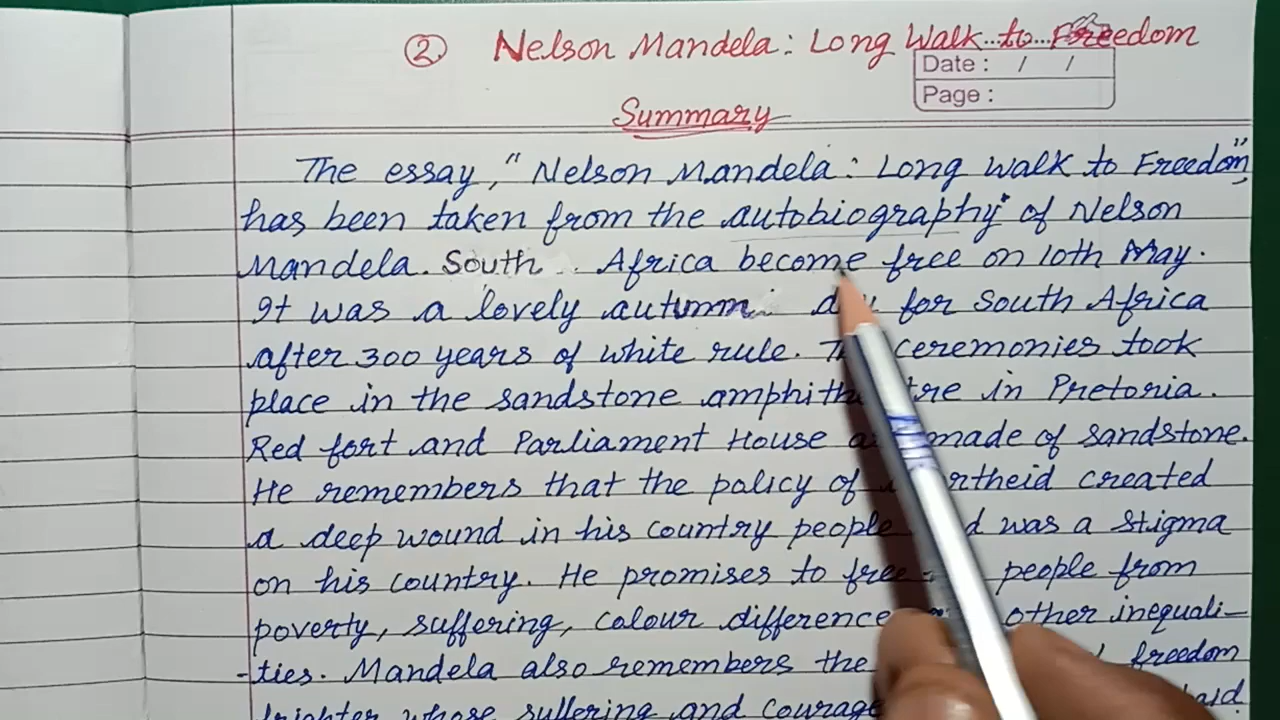 ② Nelson Mandela: Long Walk to Freedom
Date: / /
Page:
Summary
The essay, "Nelson Mandela: Long Walk to Freedom",
has been taken from the autobiography of Nelson
Mandela. South Africa become free on 10th May.
It was a lovely autumn for South Africa
after 300 years of white rule. ceremonies took
place in the sandstone in Pretoria.
Red fort and Parliament House made of sandstone.
He remembers that the policy of created
a deep wound in his country people was a stigma
on his country. He promises to people from
poverty, suffering, colour difference other inequali-
-ties. Mandela also remembers the freedom
fighter whose suffering and courage